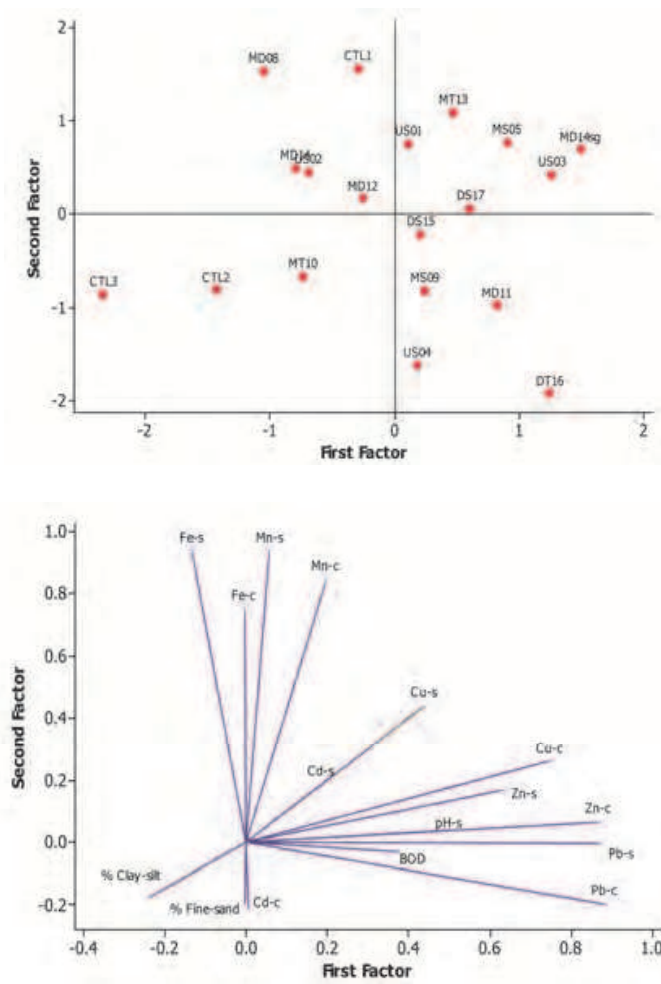 2
MD08
CTL1
MT13
1
US01
MS05
MD14sg
MD14
US02
US03
MD12
DS17
0
DS15
Second Factor
MT10
CTL3
CTL2
MS09
MD11
-1
US04
DT16
-2
-2 -1 0 1 2
First Factor
1.0
Fe-s Mn-s
Mn-c
0.8
Fe-c
0.6
Second Factor
Cu-s
0.4
Cu-c
Cd-s
0.2
Zn-s
Zn-c
pH-s
0.0
Pb-s
BOD
% Clay-silt
Pb-c
-0.2
% Fine-sand Cd-c
-0.4 -0.2 0.0 0.2 0.4 0.6 0.8 1.0
First Factor